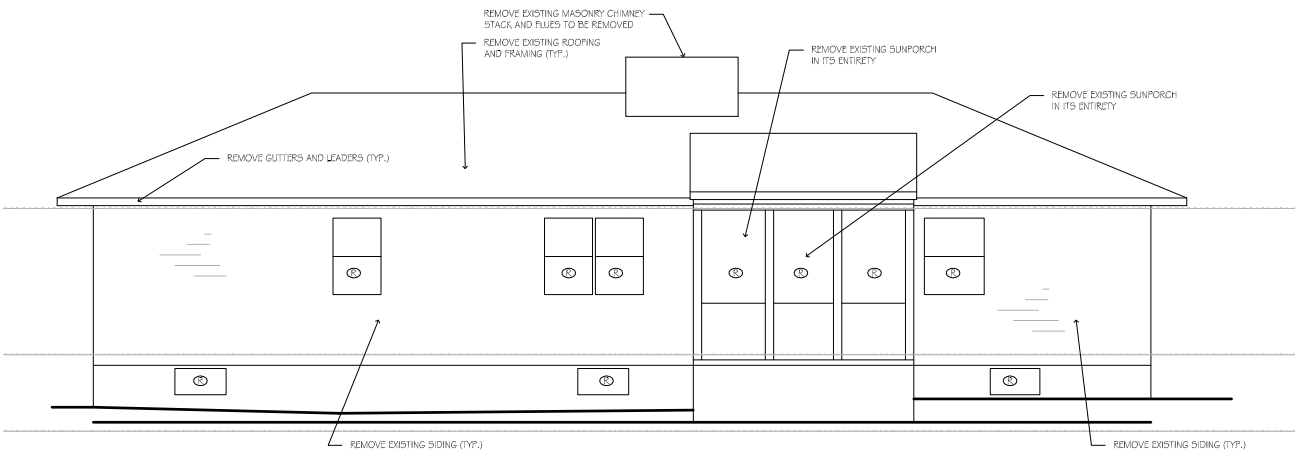 REMOVE EXISTING MASONRY CHIMNEY
STACK AND FLUES TO BE REMOVED
REMOVE EXISTING ROOFING
AND FRAMING (TYP.)
REMOVE EXISTING SUNPORCH
IN ITS ENTIRETY
REMOVE EXISTING SUNPORCH
IN ITS ENTIRETY
REMOVE GUTTERS AND LEADERS (TYP.)
R
R
R
R
R
R
R
R
R
R
REMOVE EXISTING SIDING (TYP.)
REMOVE EXISTING SIDING (TYP.)